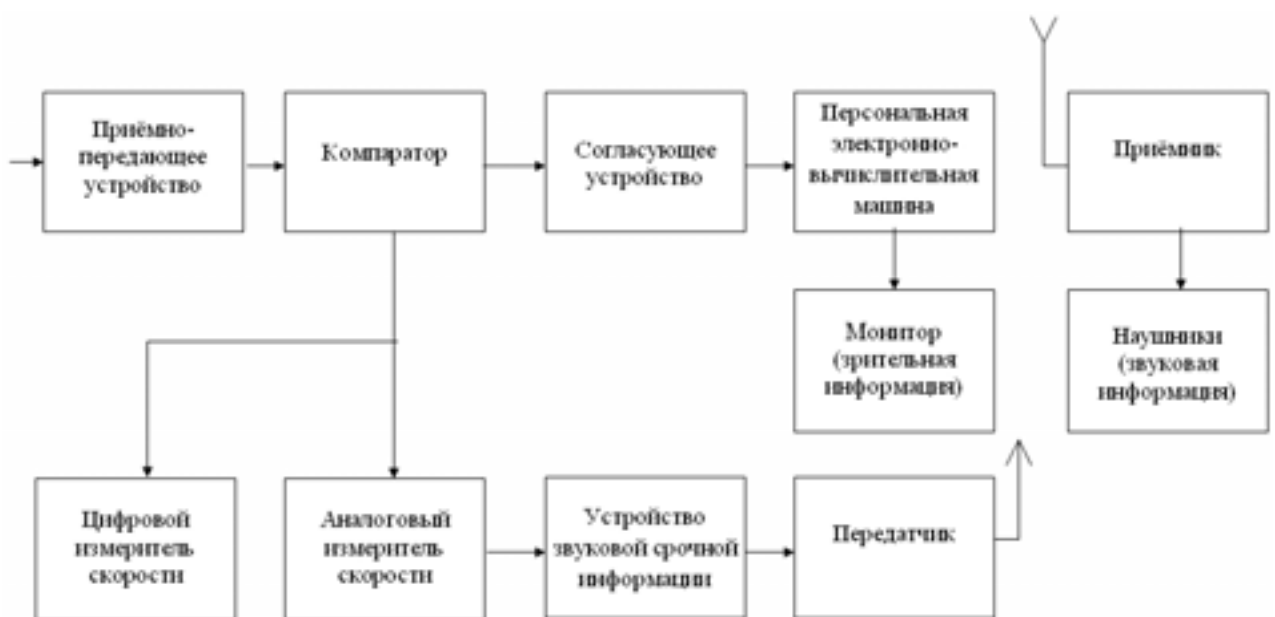 Приёмно-
передающее
устройство
Компаратор
Согласующее
устройство
Персональная
электронно-
вычислительная
машина
Приёмник
Монитор
(зрительная
информация)
Наушники
(звуковая
информация)
Цифровой
измеритель
скорости
Аналоговый
измеритель
скорости
Устройство
звуковой срочной
информации
Передатчик